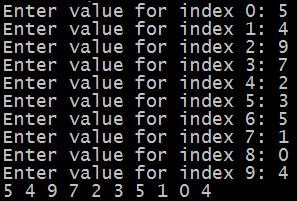 Enter value for index 0: 5
Enter value for index 1: 4
Enter value for index 2: 9
Enter value for index 3: 7
Enter value for index 4: 2
Enter value for index 5: 3
Enter value for index 6: 5
Enter value for index 7: 1
Enter value for index 8: 0
Enter value for index 9: 4
5 4 9 7 2 3 5 1 0 4